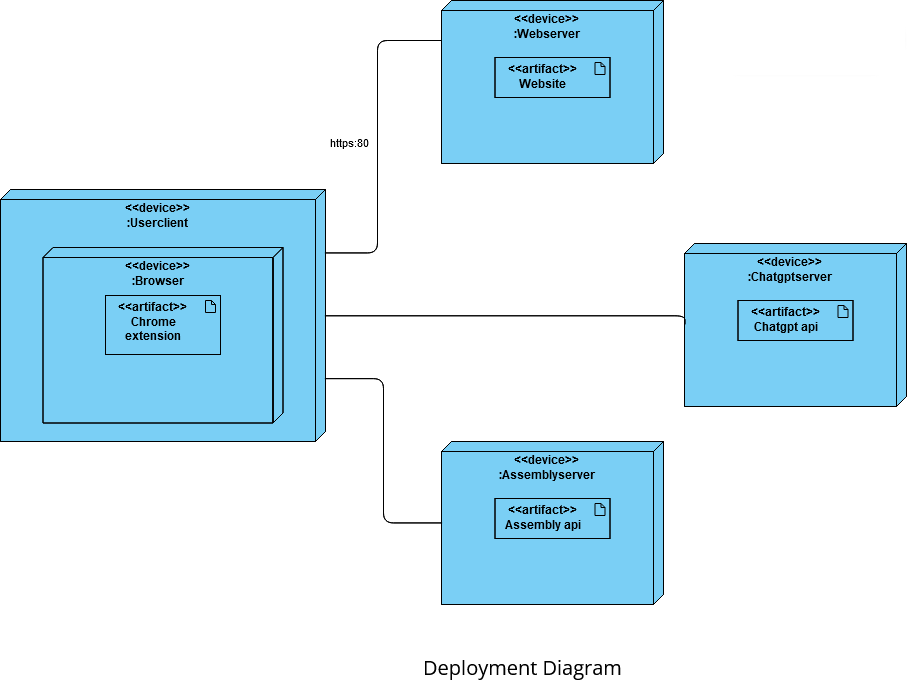 <<device>>
:Webserver
<<artifact>>
Website
https:80
<<device>>
:Userclient
<<device>>
:Browser
<<artifact>>
Chrome
extension
<<device>>
:Chatgptserver
<<artifact>>
Chatgpt api
<<device>>
:Assemblyserver
<<artifact>>
Assembly api
Deployment Diagram